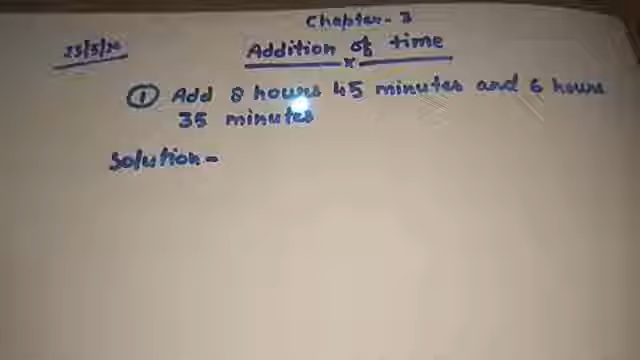 Chapter - 3
23/5/20
Addition of time
① Add 8 hours 45 minutes and 6 hours
35 minutes
Solution -